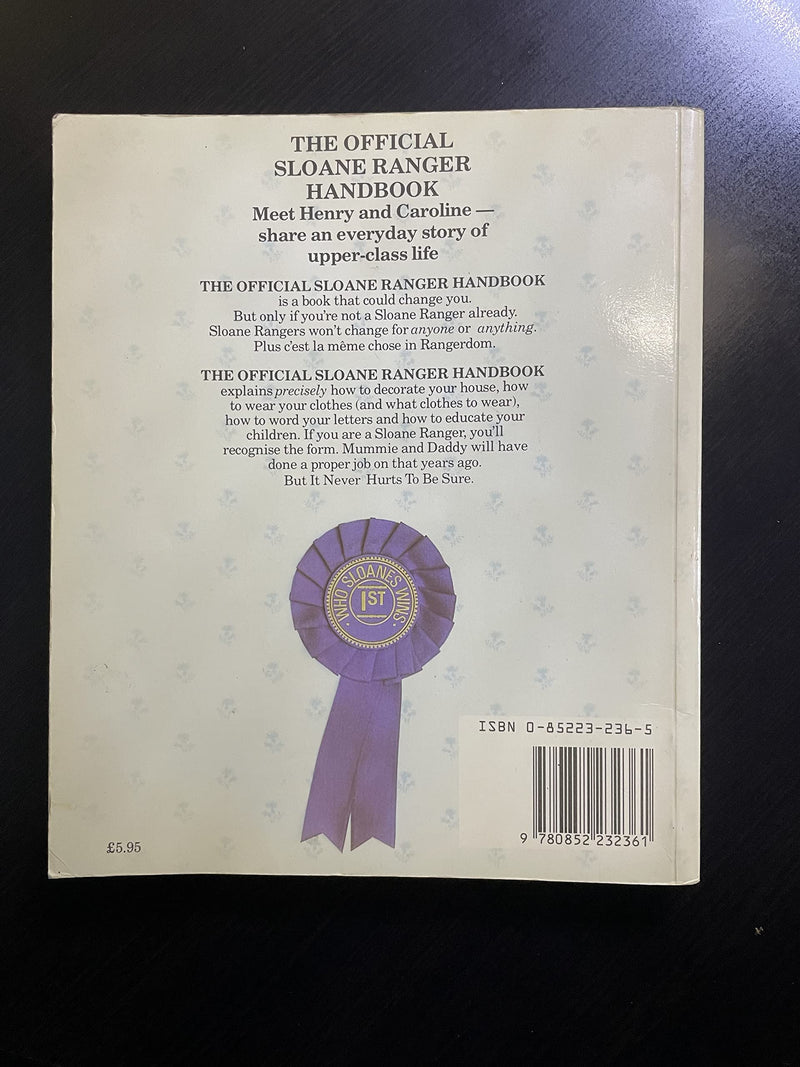 THE OFFICIAL
SLOANE RANGER
HANDBOOK
Meet Henry and Caroline —
share an everyday story of
upper-class life
THE OFFICIAL SLOANE RANGER HANDBOOK
is a book that could change you.
But only if you're not a Sloane Ranger already.
Sloane Rangers won't change for anyone or anything.
Plus c'est la même chose in Rangerdom.
THE OFFICIAL SLOANE RANGER HANDBOOK
explains precisely how to decorate your house, how
to wear your clothes (and what clothes to wear),
how to word your letters and how to educate your
children. If you are a Sloane Ranger, you'll
recognise the form. Mummie and Daddy will have
done a proper job on that years ago.
But It Never Hurts To Be Sure.
WHO SLOANES WINS
1ST
ISBN 0-85223-236-5
9 780852 232361
£5.95